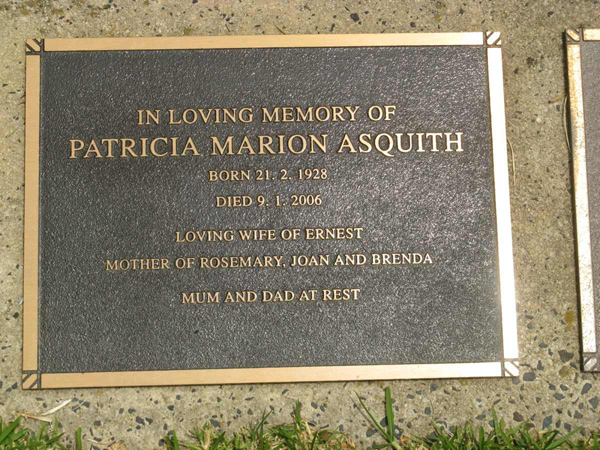 IN LOVING MEMORY OF
PATRICIA MARION ASQUITH
BORN 21. 2. 1928
DIED 9. 1. 2006
LOVING WIFE OF ERNEST
MOTHER OF ROSEMARY, JOAN AND BRENDA
MUM AND DAD AT REST